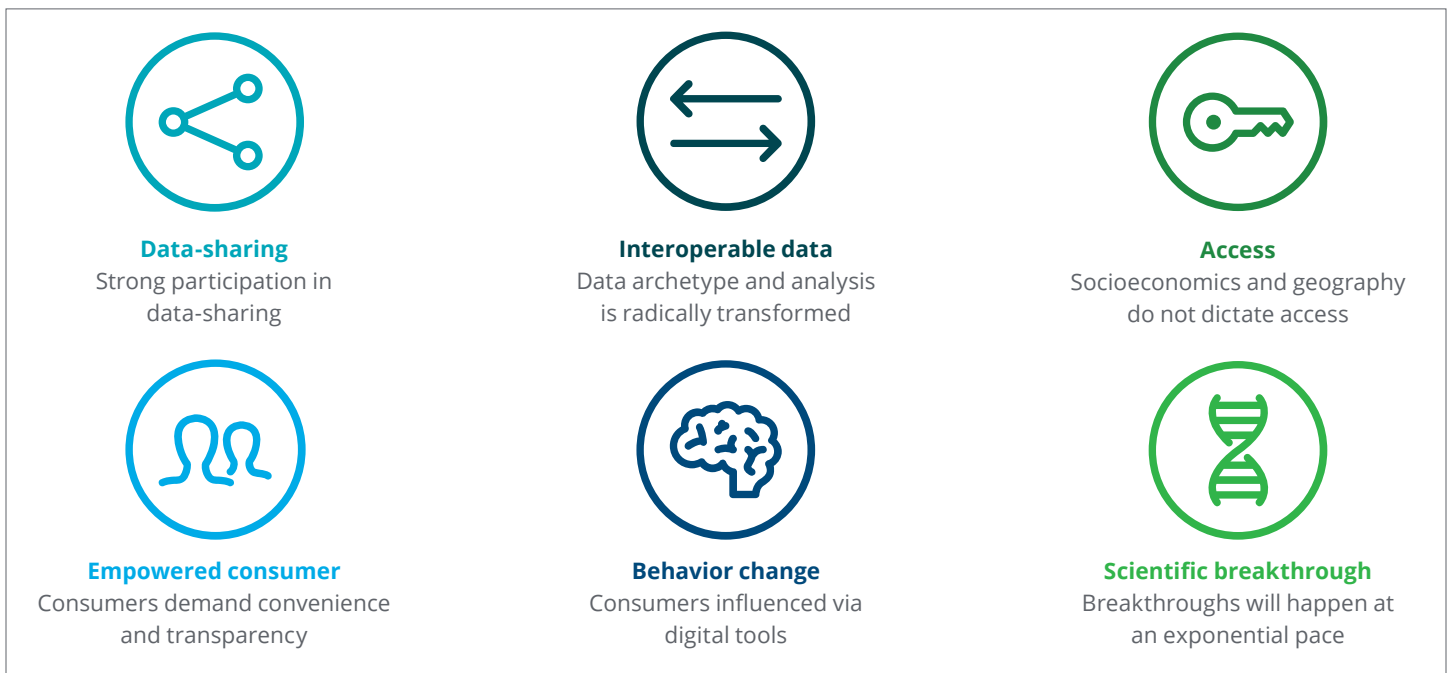 Data-sharing
Strong participation in
data-sharing
Interoperable data
Data archetype and analysis
is radically transformed
Access
Socioeconomics and geography
do not dictate access
Empowered consumer
Consumers demand convenience
and transparency
Behavior change
Consumers influenced via
digital tools
Scientific breakthrough
Breakthroughs will happen at
an exponential pace